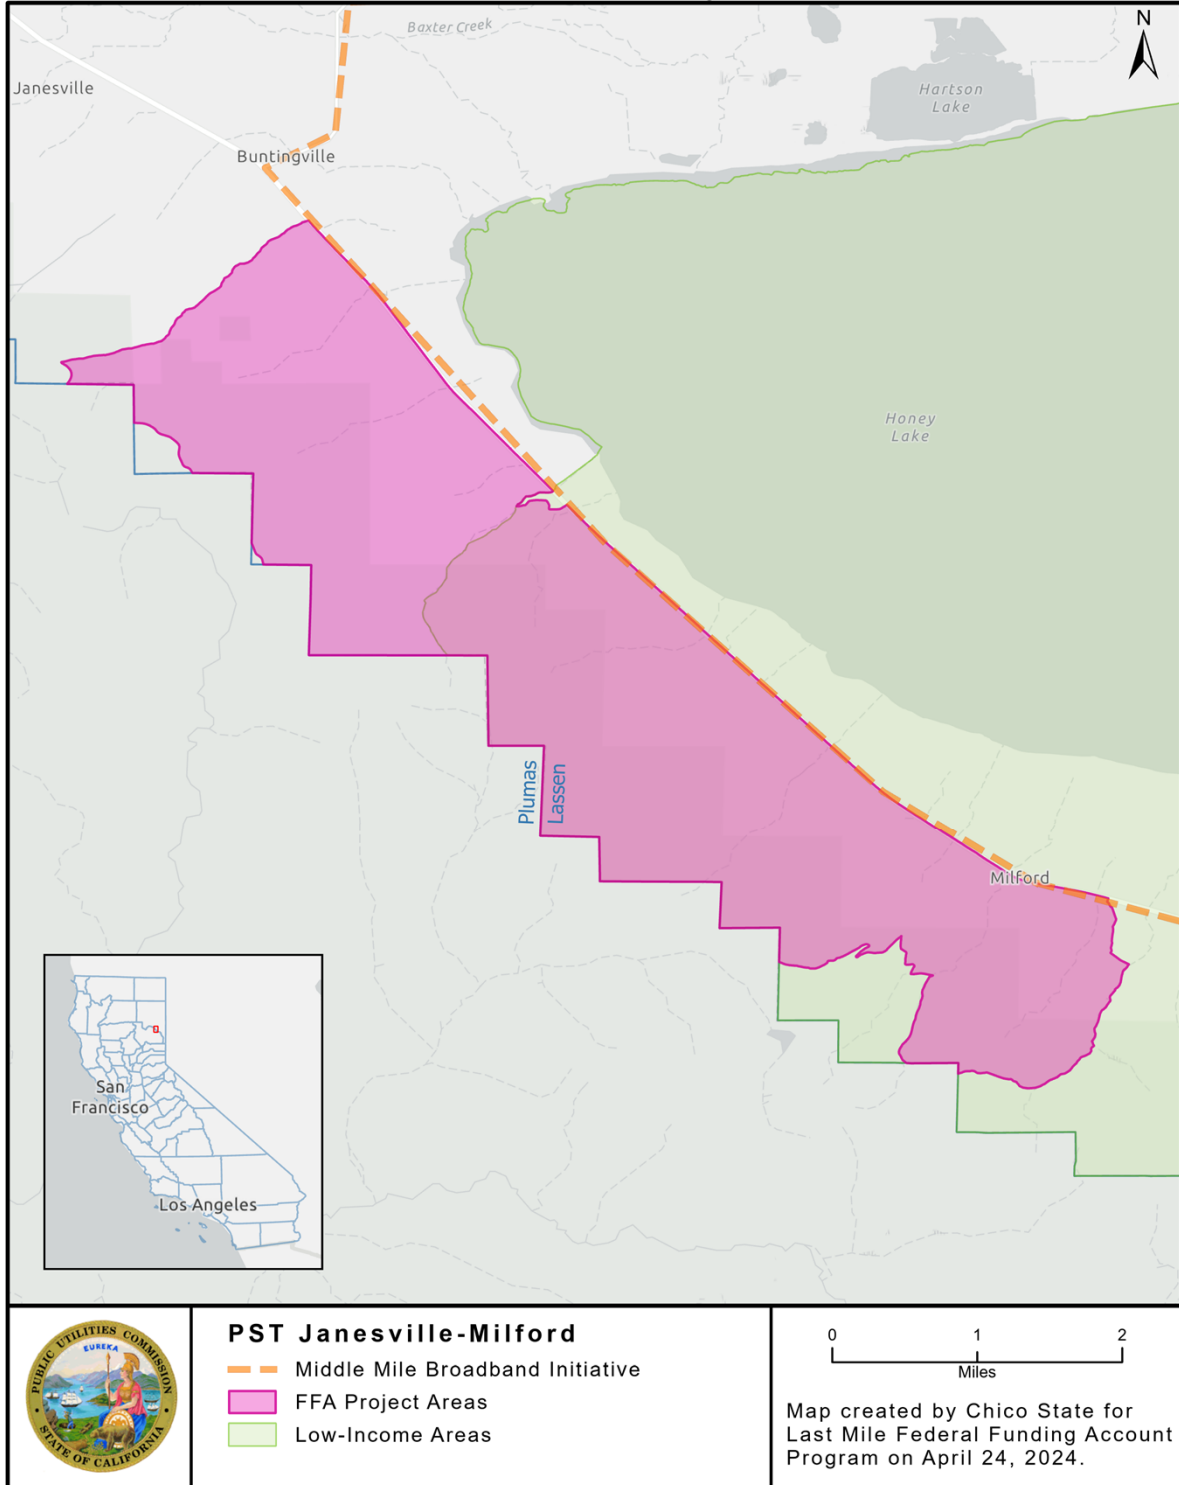 N
Baxter Creek
Janesville
Hartson
Lake
Buntingville
Honey
Lake
Plumas
Lassen
Milford
San
Francisco
Los Angeles
PUBLIC UTILITIES COMMISSION
EUREKA
STATE OF CALIFORNIA
PST Janesville-Milford
Middle Mile Broadband Initiative
FFA Project Areas
Low-Income Areas
0 1 2
Miles
Map created by Chico State for
Last Mile Federal Funding Account
Program on April 24, 2024.